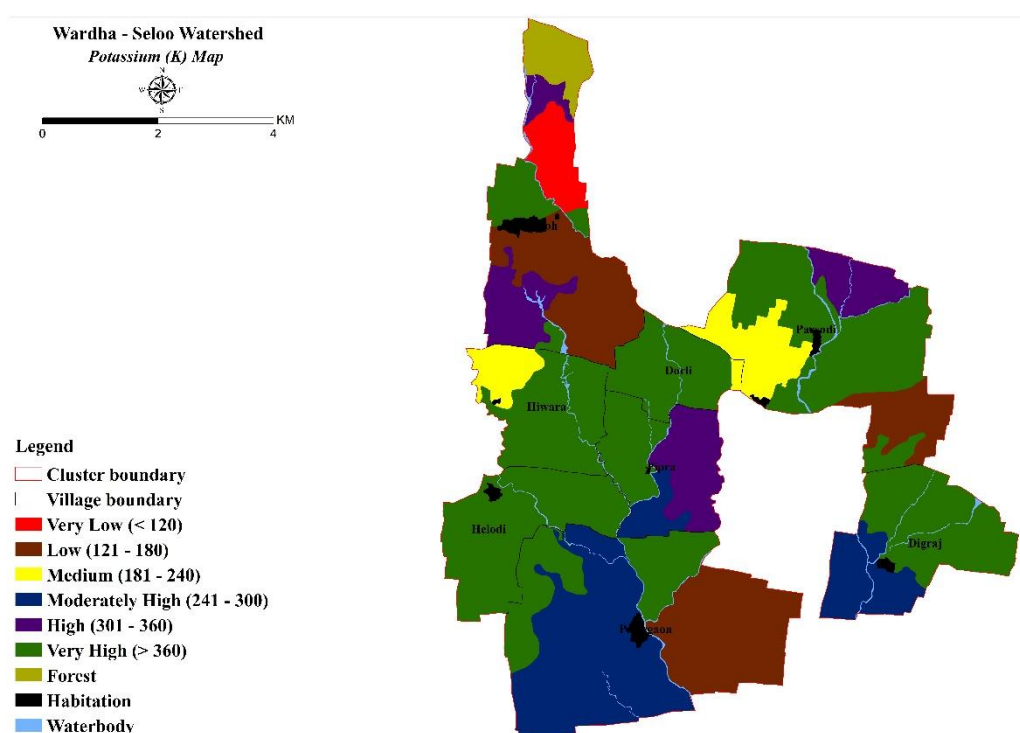 Wardha - Seloo Watershed
Potassium (K) Map
N
W E
S
KM
0 2 4
Dorli
Hiwara
Helodi
Digraj
Legend
Cluster boundary
Village boundary
Very Low (< 120)
Low (121 - 180)
Medium (181 - 240)
Moderately High (241 - 300)
High (301 - 360)
Very High (> 360)
Forest
Habitation
Waterbody